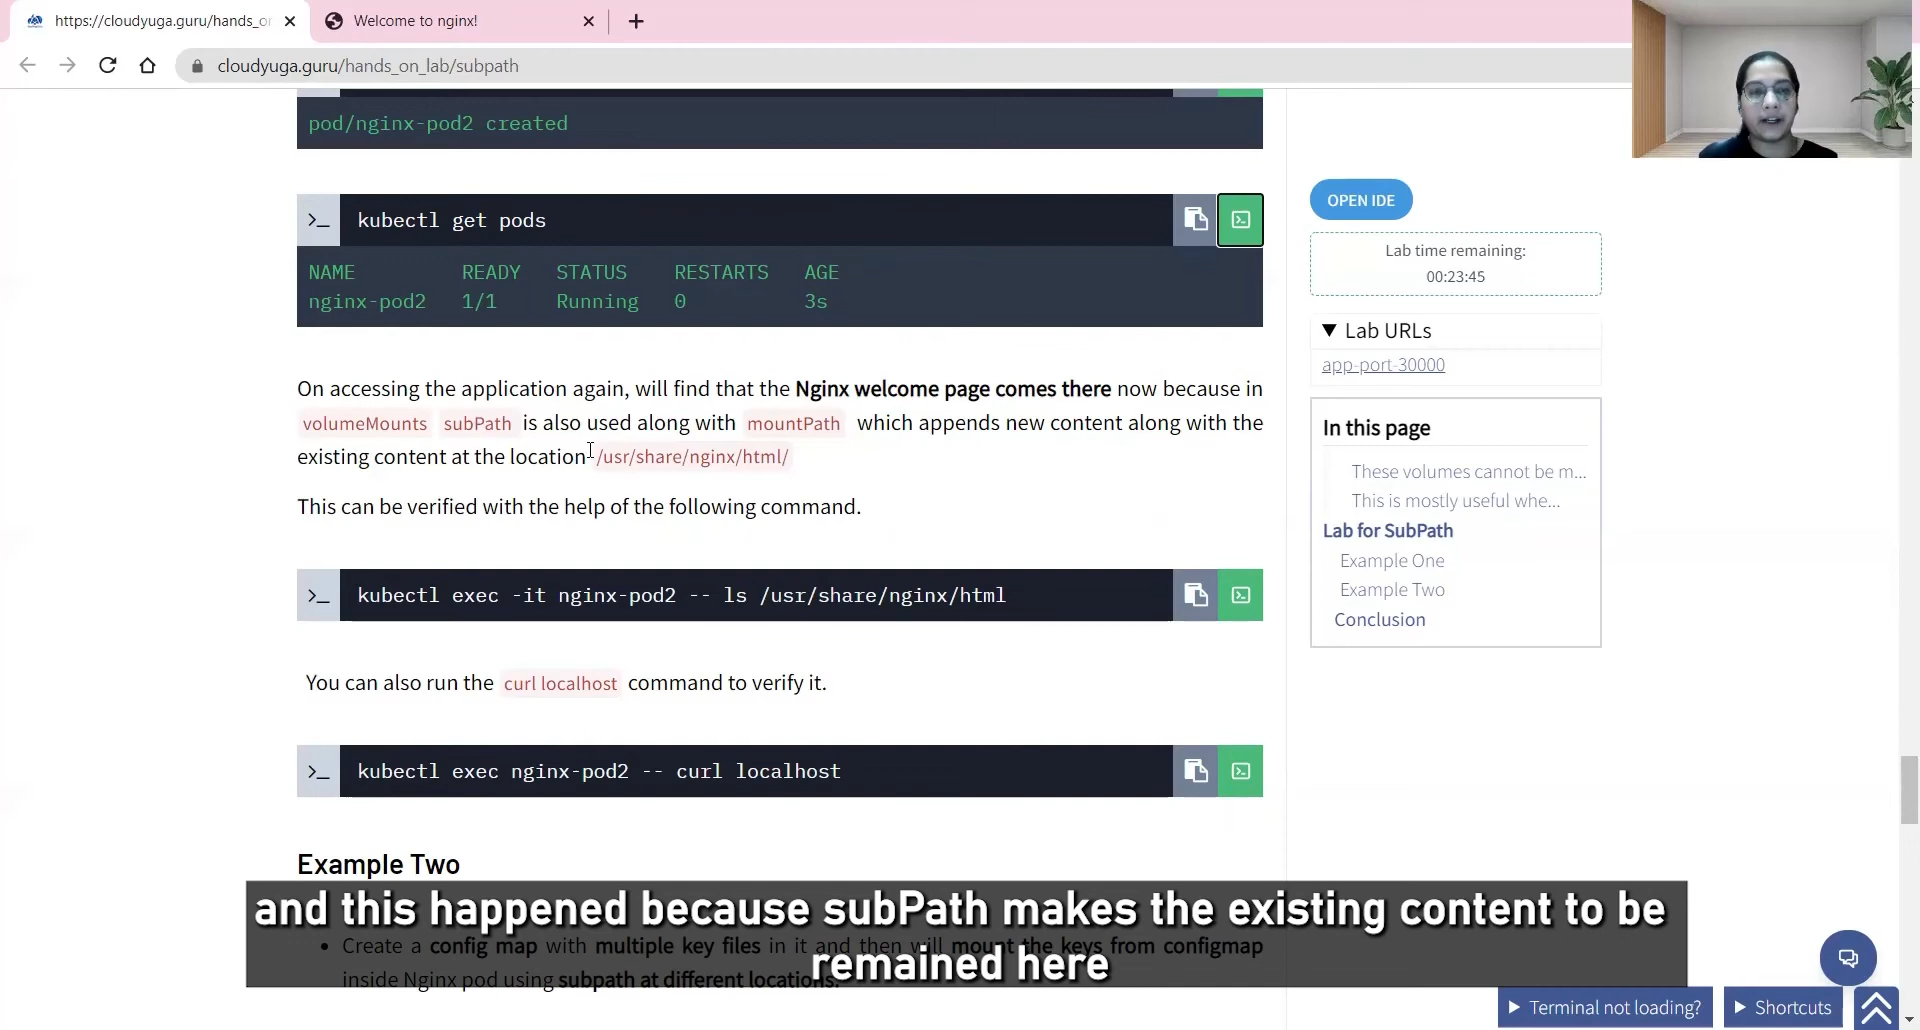 https://cloudyuga.guru/hands_or
Welcome to nginx!
cloudyuga.guru/hands_on_lab/subpath
pod/nginx-pod2 created
>_ kubectl get pods
NAME READY STATUS RESTARTS AGE
nginx-pod2 1/1 Running 0 3s
On accessing the application again, will find that the Nginx welcome page comes there now because in
volumeMounts subPath is also used along with mountPath which appends new content along with the
existing content at the location /usr/share/nginx/html/
This can be verified with the help of the following command.
>_ kubectl exec -it nginx-pod2 -- ls /usr/share/nginx/html
You can also run the curl localhost command to verify it.
>_ kubectl exec nginx-pod2 -- curl localhost
Example Two
• Create a config map with multiple key files in it and then will mount the keys from configmap
inside Nginx pod using subpath at different locations.
and this happened because subPath makes the existing content to be
remained here
OPEN IDE
Lab time remaining:
00:23:45
▼ Lab URLs
app-port-30000
In this page
These volumes cannot be m...
This is mostly useful whe...
Lab for SubPath
Example One
Example Two
Conclusion
Terminal not loading?
Shortcuts